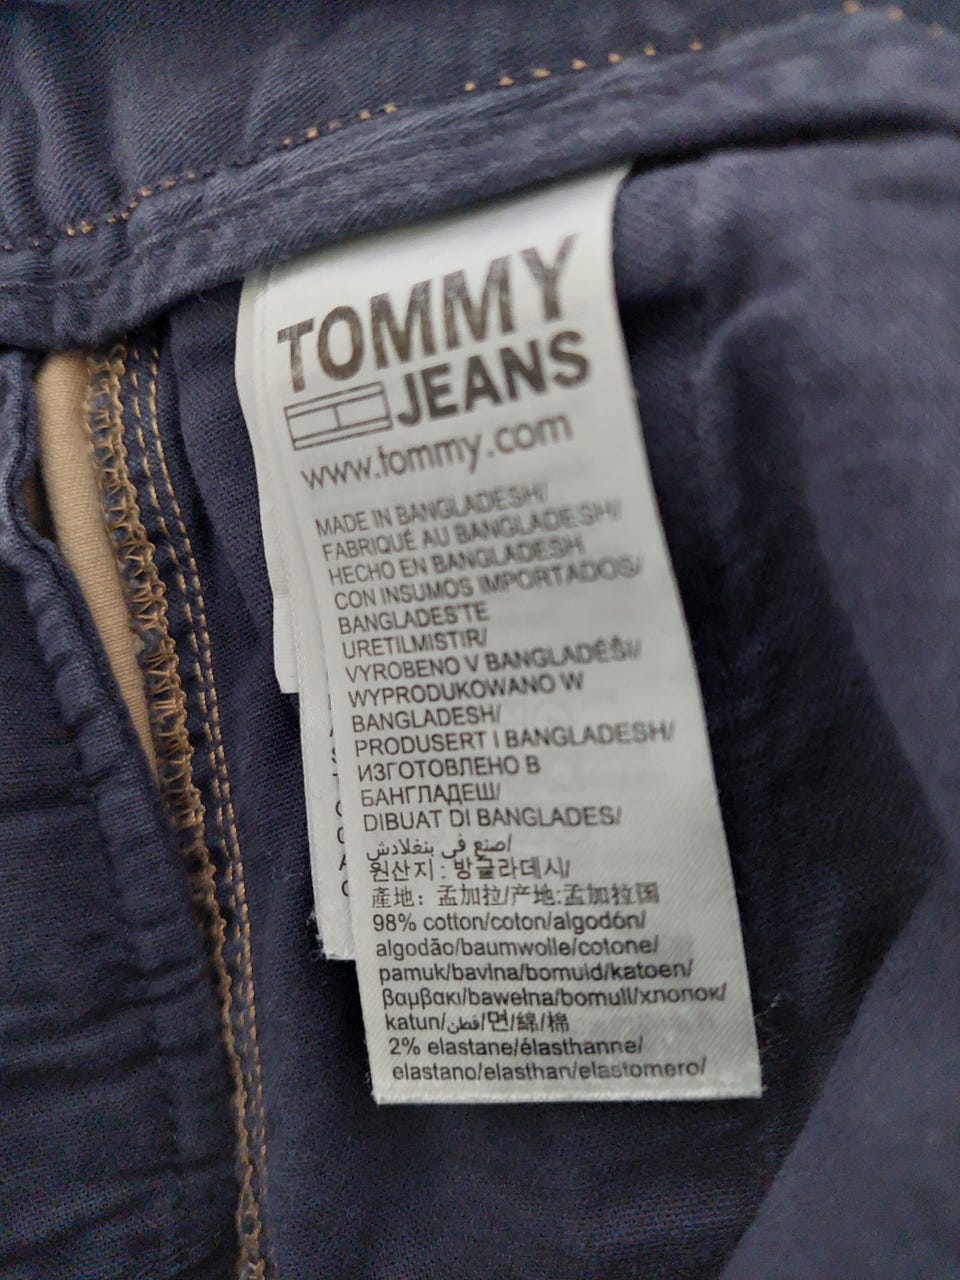 TOMMY
JEANS
www.tommy.com
MADE IN BANGLADESH/
FABRIQUÉ AU BANGLADESH/
HECHO EN BANGLADESH
CON INSUMOS IMPORTADOS/
BANGLADEŞ'TE
URETILMISTIR/
VYROBENO V BANGLADÉŠI/
WYPRODUKOWANO W
BANGLADESH/
PRODUSERT I BANGLADESH/
ИЗГОТОВЛЕНО В
БАНГЛАДЕШ/
DIBUAT DI BANGLADES/
صنع في بنغلادش/
원산지 : 방글라데시/
產地：孟加拉/产地:孟加拉国
98% cotton/coton/algodón/
algodão/baumwolle/cotone/
pamuk/bavlna/bomuld/katoen/
βαμβακι/bawełna/bomull/хлопок/
katun/قطن/면/綿/棉
2% elastane/élasthanne/
elastano/elasthan/elastomero/